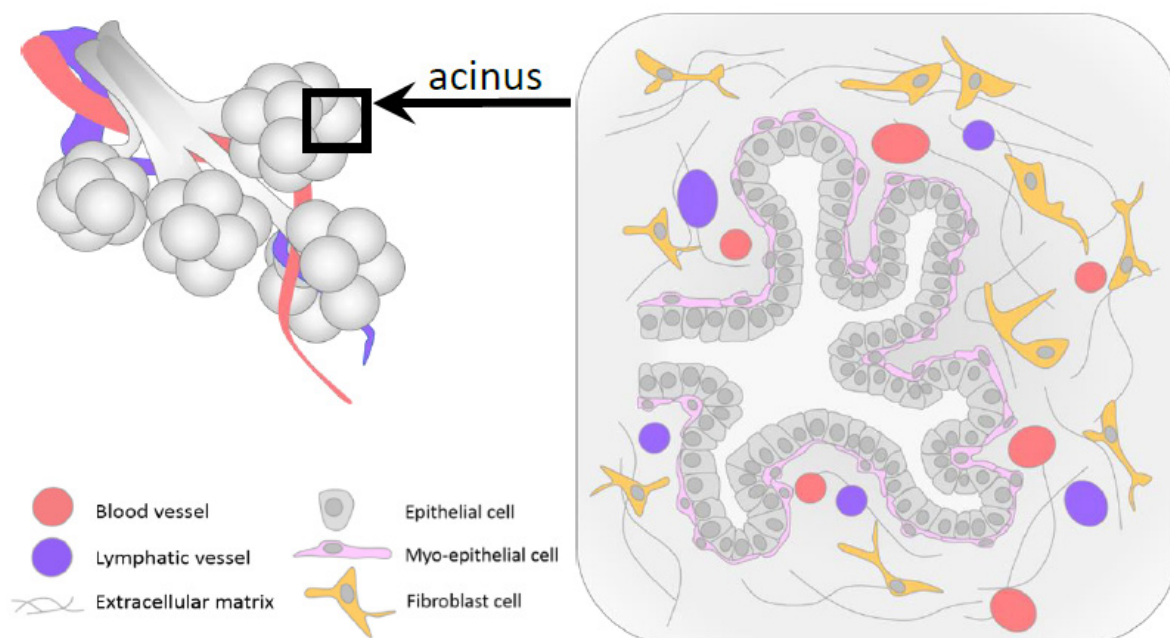 acinus
Blood vessel
Lymphatic vessel
Extracellular matrix
Epithelial cell
Myo-epithelial cell
Fibroblast cell